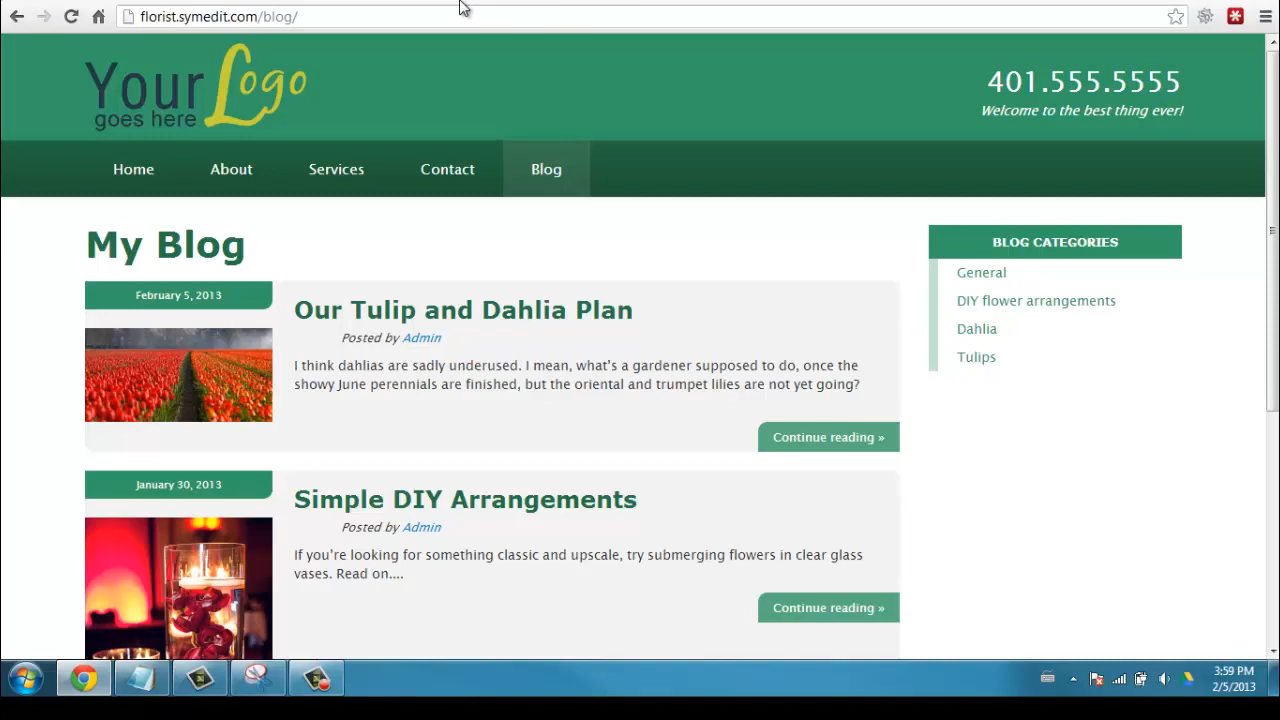 florist.symedit.com/blog/
Your Logo
goes here
401.555.5555
Welcome to the best thing ever!
Home About Services Contact Blog
My Blog
February 5, 2013
Our Tulip and Dahlia Plan
Posted by Admin
I think dahlias are sadly underused. I mean, what's a gardener supposed to do, once the
showy June perennials are finished, but the oriental and trumpet lilies are not yet going?
Continue reading »
January 30, 2013
Simple DIY Arrangements
Posted by Admin
If you're looking for something classic and upscale, try submerging flowers in clear glass
vases. Read on....
Continue reading »
BLOG CATEGORIES
General
DIY flower arrangements
Dahlia
Tulips
3:59 PM
2/5/2013